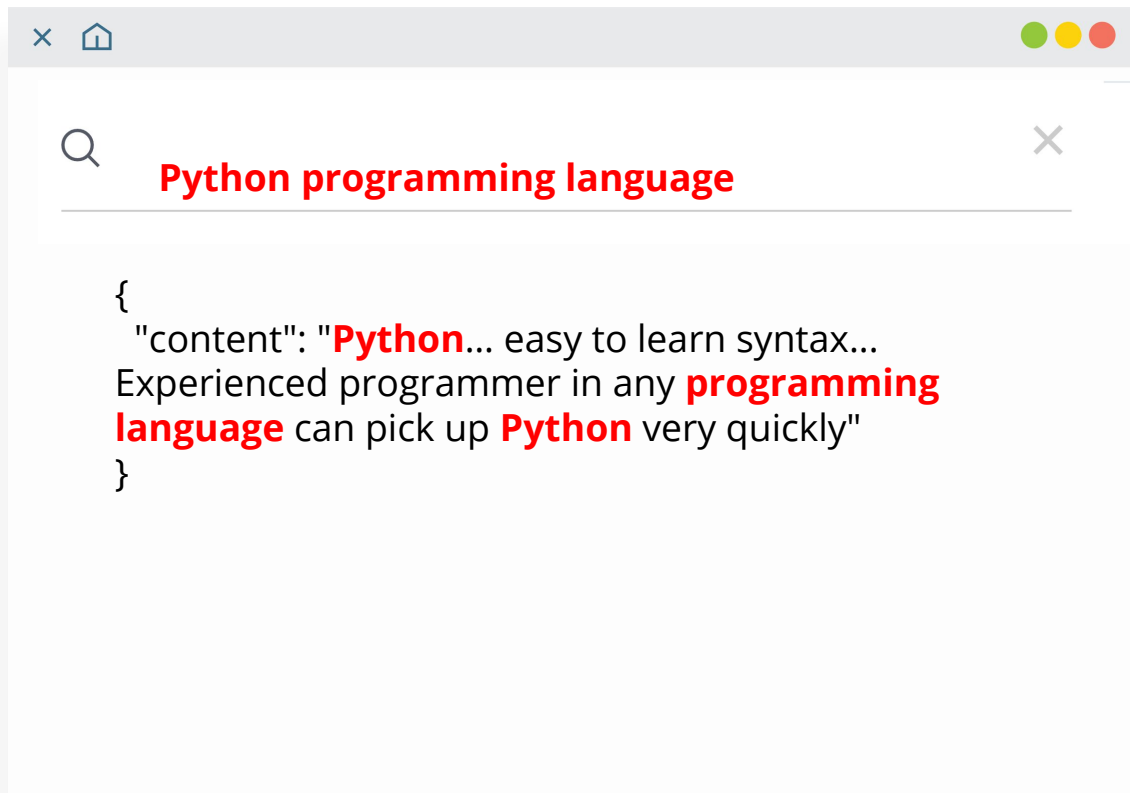 Python programming language
{
"content": "Python... easy to learn syntax...
Experienced programmer in any programming
language can pick up Python very quickly"
}